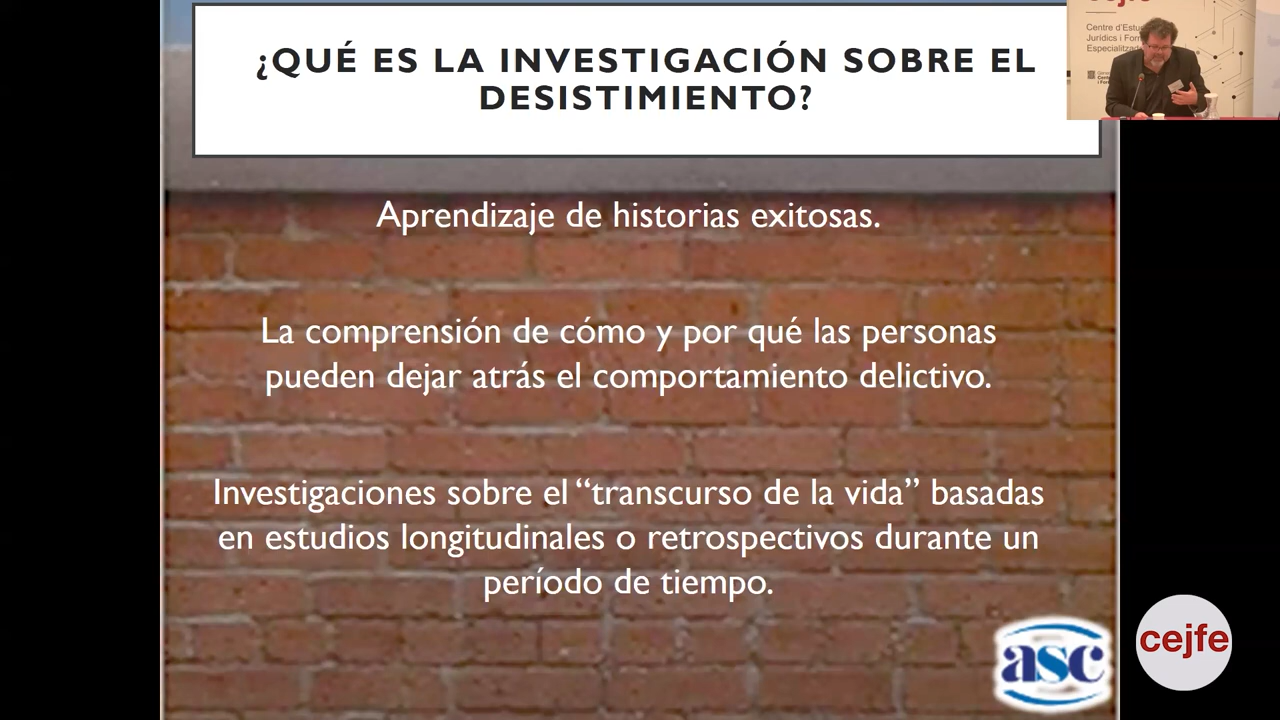 ¿QUÉ ES LA INVESTIGACIÓN SOBRE EL
DESISTIMIENTO?
Centre d'Estu
Jurídics i Form
Especialitza
Aprendizaje de historias exitosas.
La comprensión de cómo y por qué las personas
pueden dejar atrás el comportamiento delictivo.
Investigaciones sobre el “transcurso de la vida” basadas
en estudios longitudinales o retrospectivos durante un
período de tiempo.
asc
cejfe